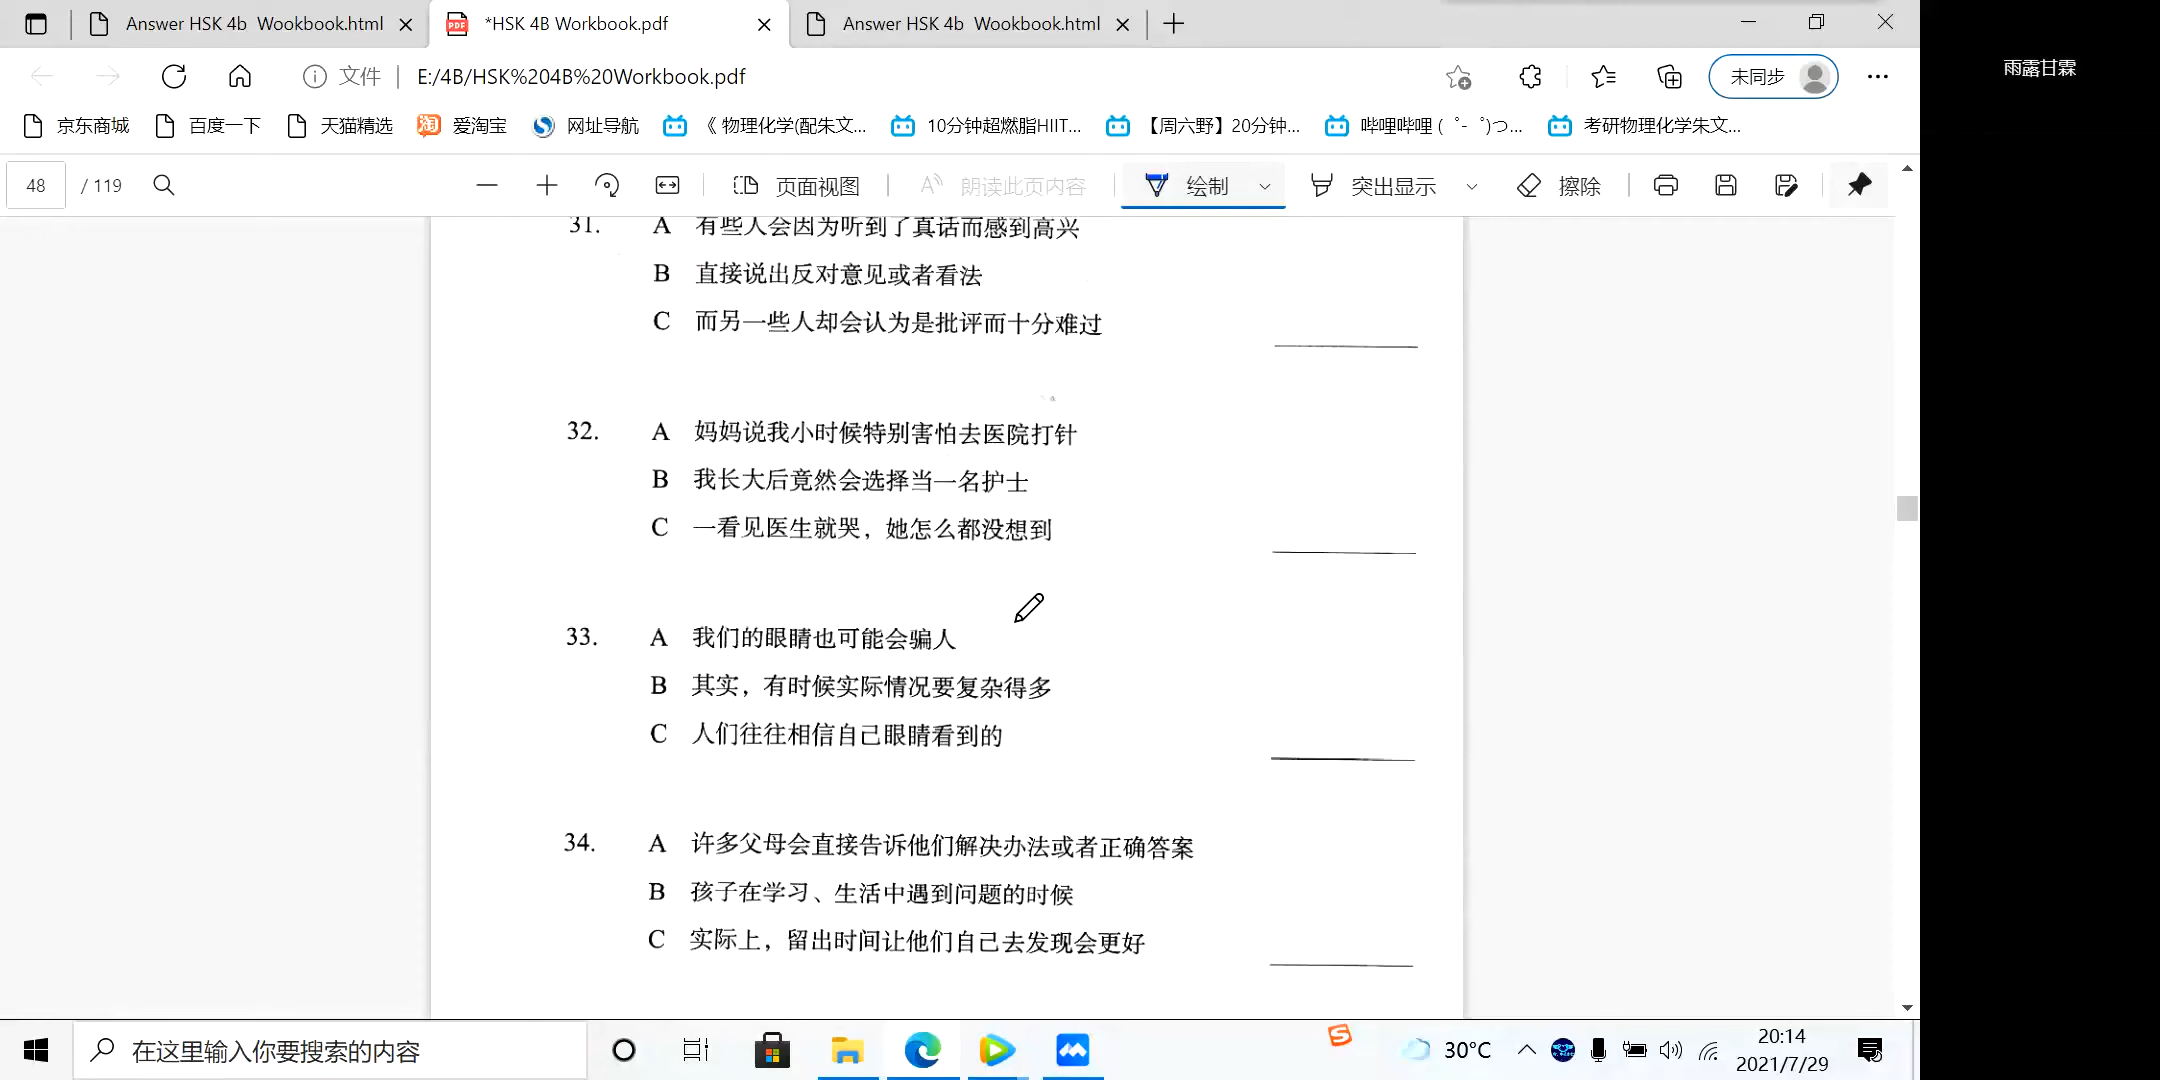 Answer HSK 4b  Wookbook.html
*HSK 4B Workbook.pdf
Answer HSK 4b  Wookbook.html
文件
E:/4B/HSK%204B%20Workbook.pdf
未同步
雨露甘霖
京东商城
百度一下
天猫精选
爱淘宝
网址导航
《 物理化学(配朱文...
10分钟超燃脂HIIT...
【周六野】20分钟...
哔哩哔哩 ( ゜- ゜)つ...
考研物理化学朱文...
48 / 119
页面视图
朗读此页内容
绘制
突出显示
擦除
31. A 有些人会因为听到了真话而感到高兴
B 直接说出反对意见或者看法
C 而另一些人却会认为是批评而十分难过
32. A 妈妈说我小时候特别害怕去医院打针
B 我长大后竟然会选择当一名护士
C 一看见医生就哭，她怎么都没想到
33. A 我们的眼睛也可能会骗人
B 其实，有时候实际情况要复杂得多
C 人们往往相信自己眼睛看到的
34. A 许多父母会直接告诉他们解决办法或者正确答案
B 孩子在学习、生活中遇到问题的时候
C 实际上，留出时间让他们自己去发现会更好
在这里输入你要搜索的内容
30°C
20:14
2021/7/29